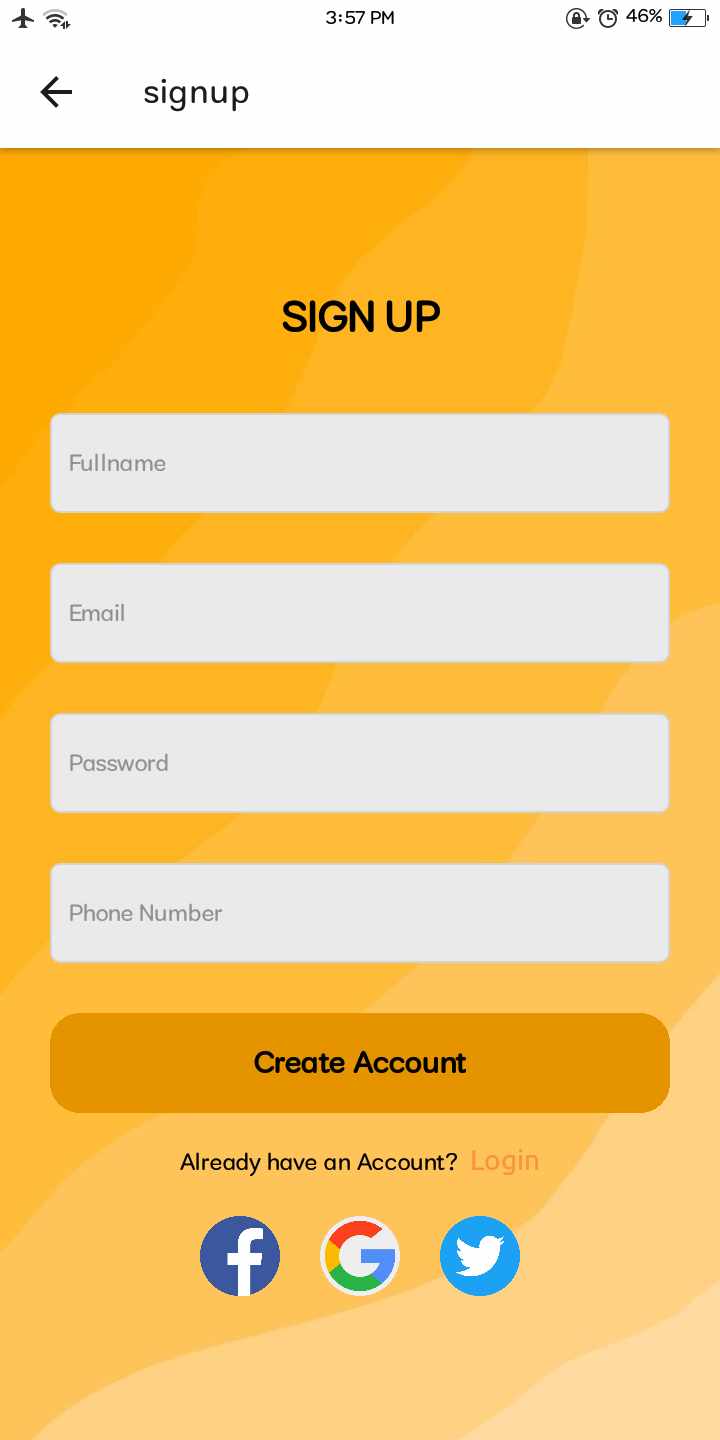 3:57 PM 46%
signup
SIGN UP
Fullname
Email
Password
Phone Number
Create Account
Already have an Account? Login